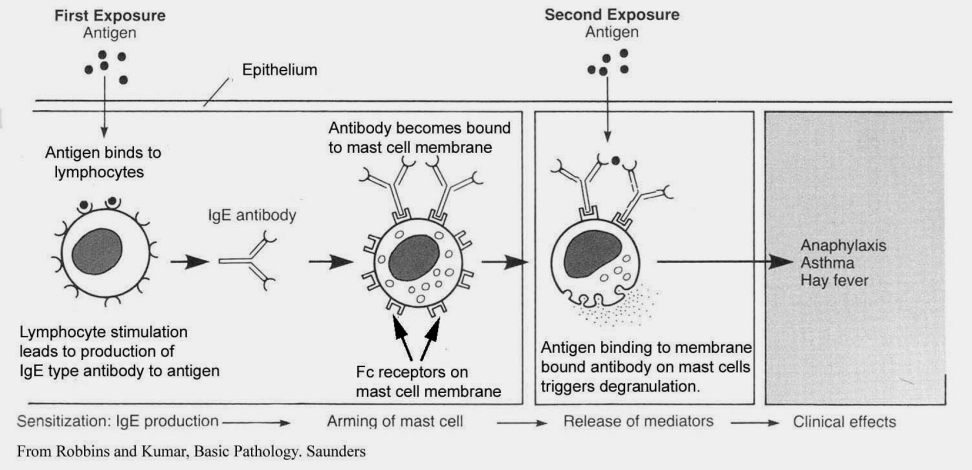 First Exposure
Antigen
Second Exposure
Antigen
Epithelium
Antigen binds to
lymphocytes
Antibody becomes bound
to mast cell membrane
IgE antibody
Anaphylaxis
Asthma
Hay fever
Lymphocyte stimulation
leads to production of
IgE type antibody to antigen
Fc receptors on
mast cell membrane
Antigen binding to membrane
bound antibody on mast cells
triggers degranulation.
Sensitization: IgE production
Arming of mast cell
Release of mediators
Clinical effects
From Robbins and Kumar, Basic Pathology. Saunders